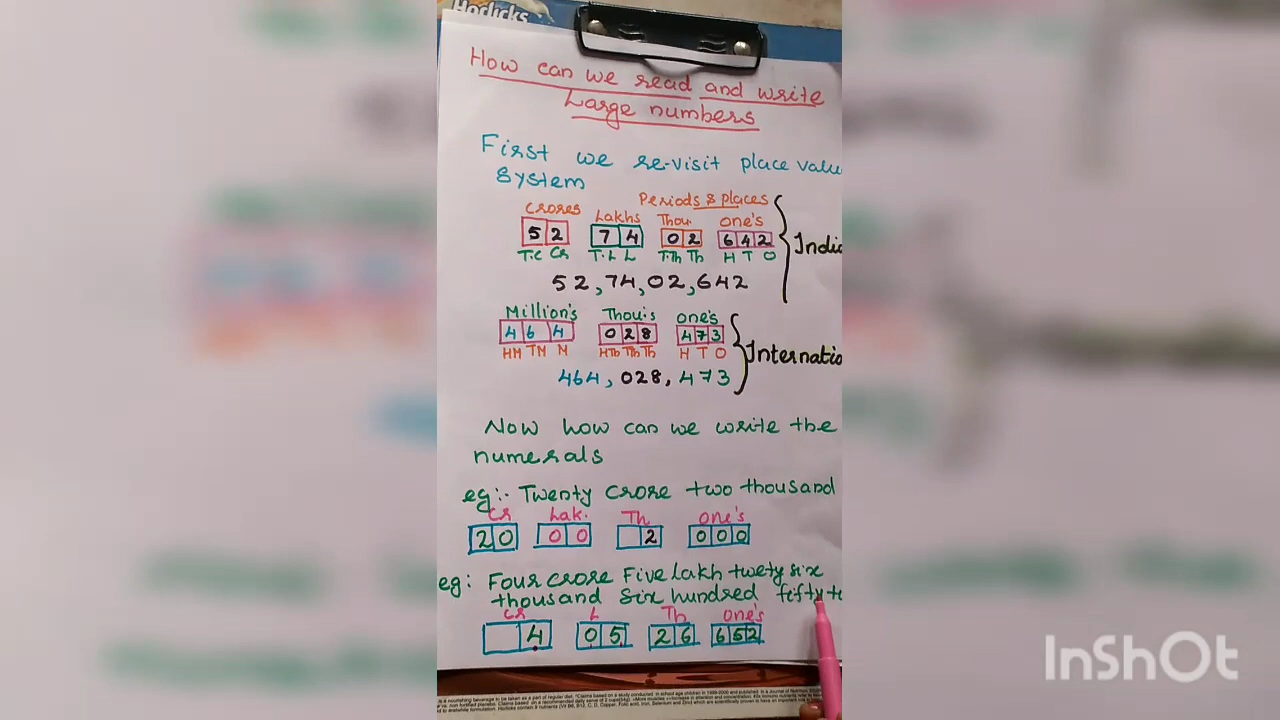 Horlicks
How can we read and write
Large numbers
First we re-visit place value
system
Periods & places
Crores Lakhs Thou. one's
5 2 7 4 0 2 6 4 2
T.C Cr T.L L T.Th Th H T O
India
52,74,02,642
Million's Thou's one's
4 6 4 0 2 8 4 7 3
HM TM M HTh TTh Th H T O
Internatio
464, 028, 473
Now how can we write the
numerals
eg:- Twenty crore two thousand
Cr Lak. Th one's
2 0 0 0 2 0 0 0
eg: Four crore Five lakh twety six
thousand six hundred fifty t
Cr L Th one's
4 0 5 2 6 6 5 2
InShOt